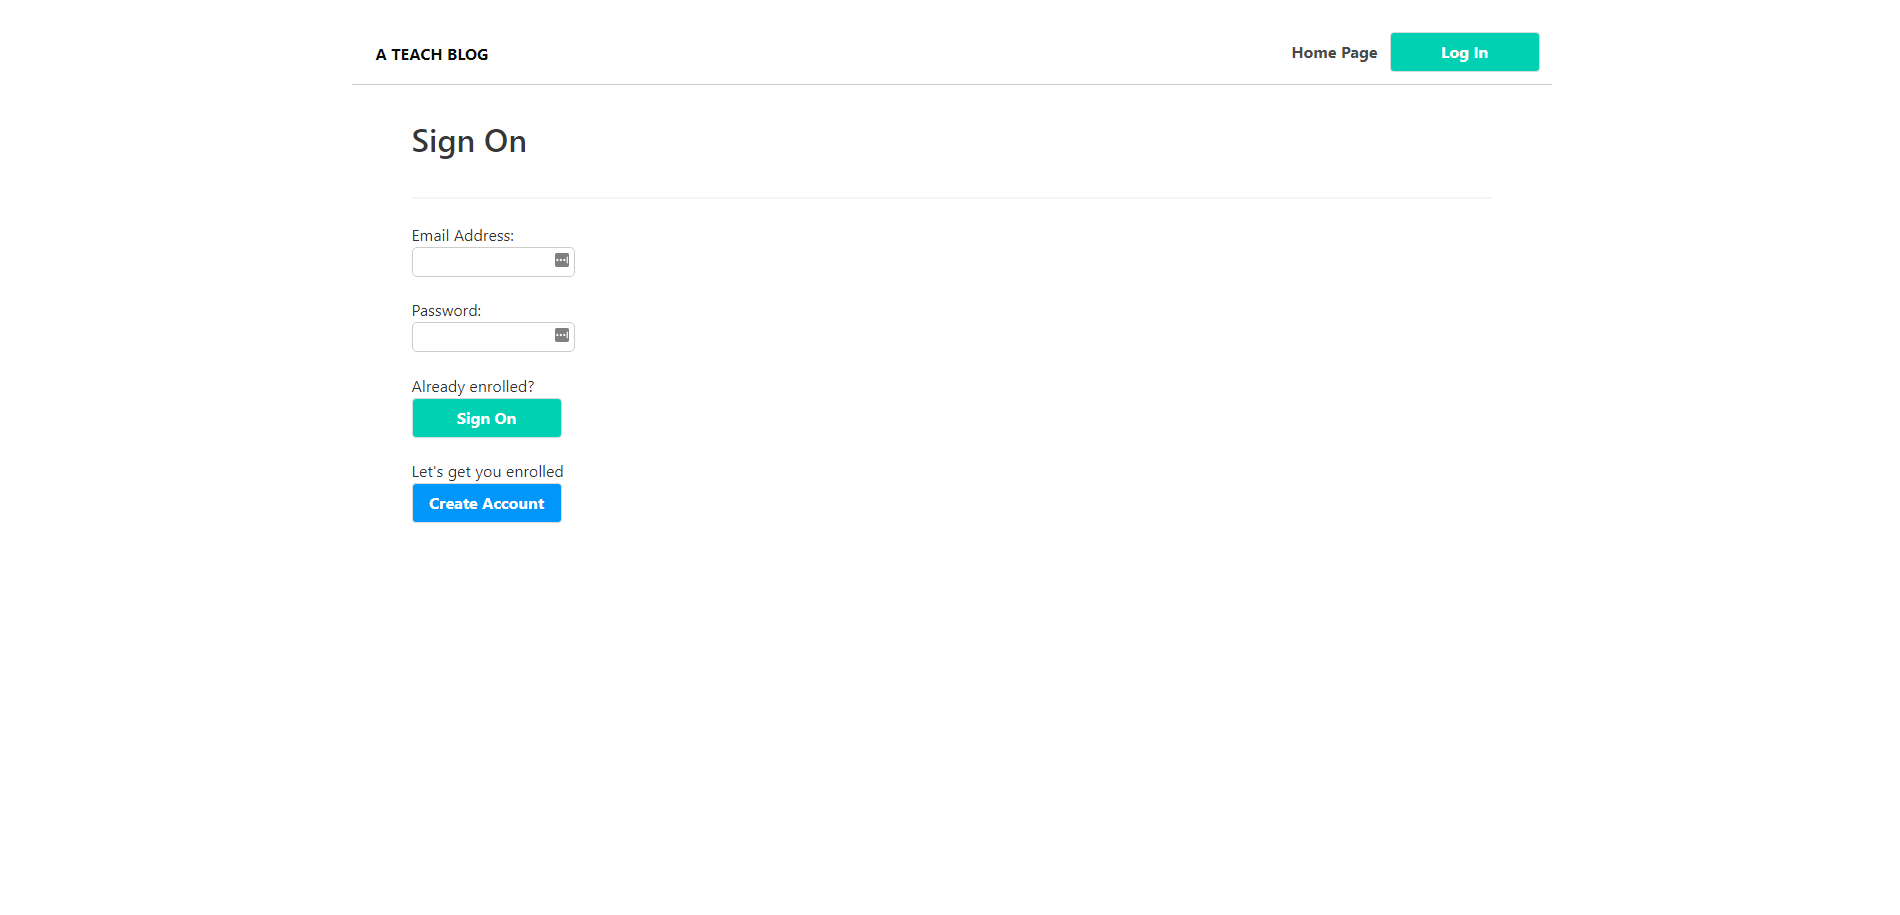 A TEACH BLOG
Home Page
Log In
Sign On
Email Address:
Password:
Already enrolled?
Sign On
Let's get you enrolled
Create Account